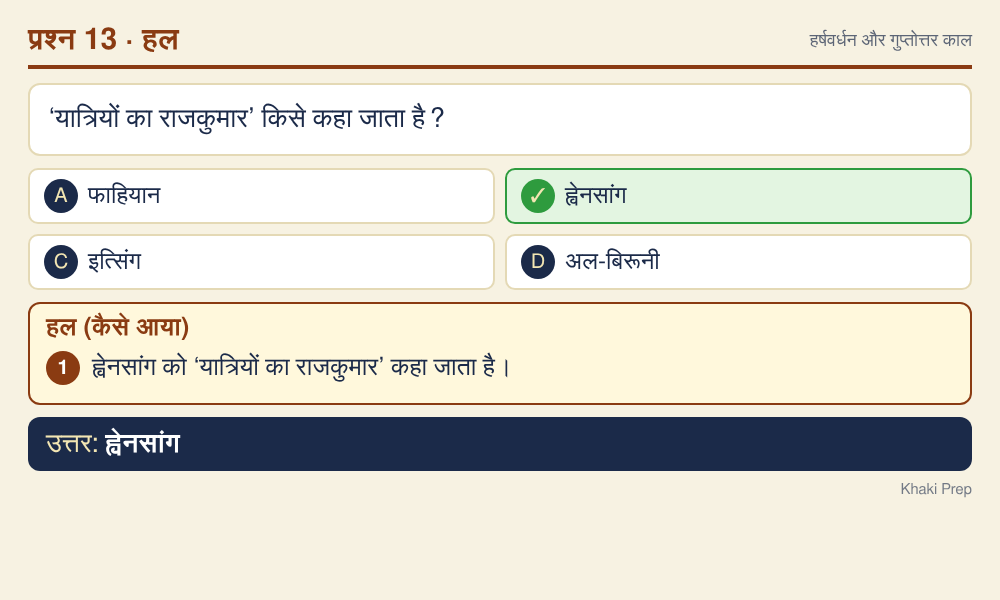 प्रश्न 13 · हल
हर्षवर्धन और गुप्तोत्तर काल
‘यात्रियों का राजकुमार’ किसे कहा जाता है ?
A फाहियान
✓ ह्वेनसांग
C इत्सिंग
D अल-बिरूनी
हल (कैसे आया)
1 ह्वेनसांग को ‘यात्रियों का राजकुमार’ कहा जाता है।
उत्तर: ह्वेनसांग
Khaki Prep